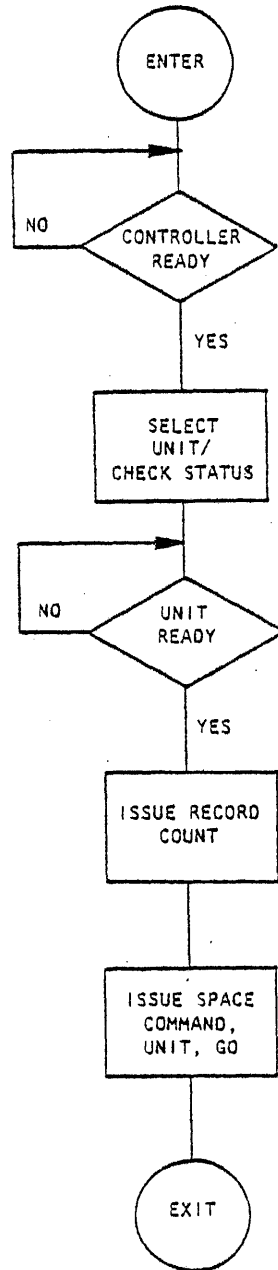 ENTER
CONTROLLER
READY
NO
YES
SELECT
UNIT/
CHECK STATUS
NO
UNIT
READY
YES
ISSUE RECORD
COUNT
ISSUE SPACE
COMMAND,
UNIT, GO
EXIT